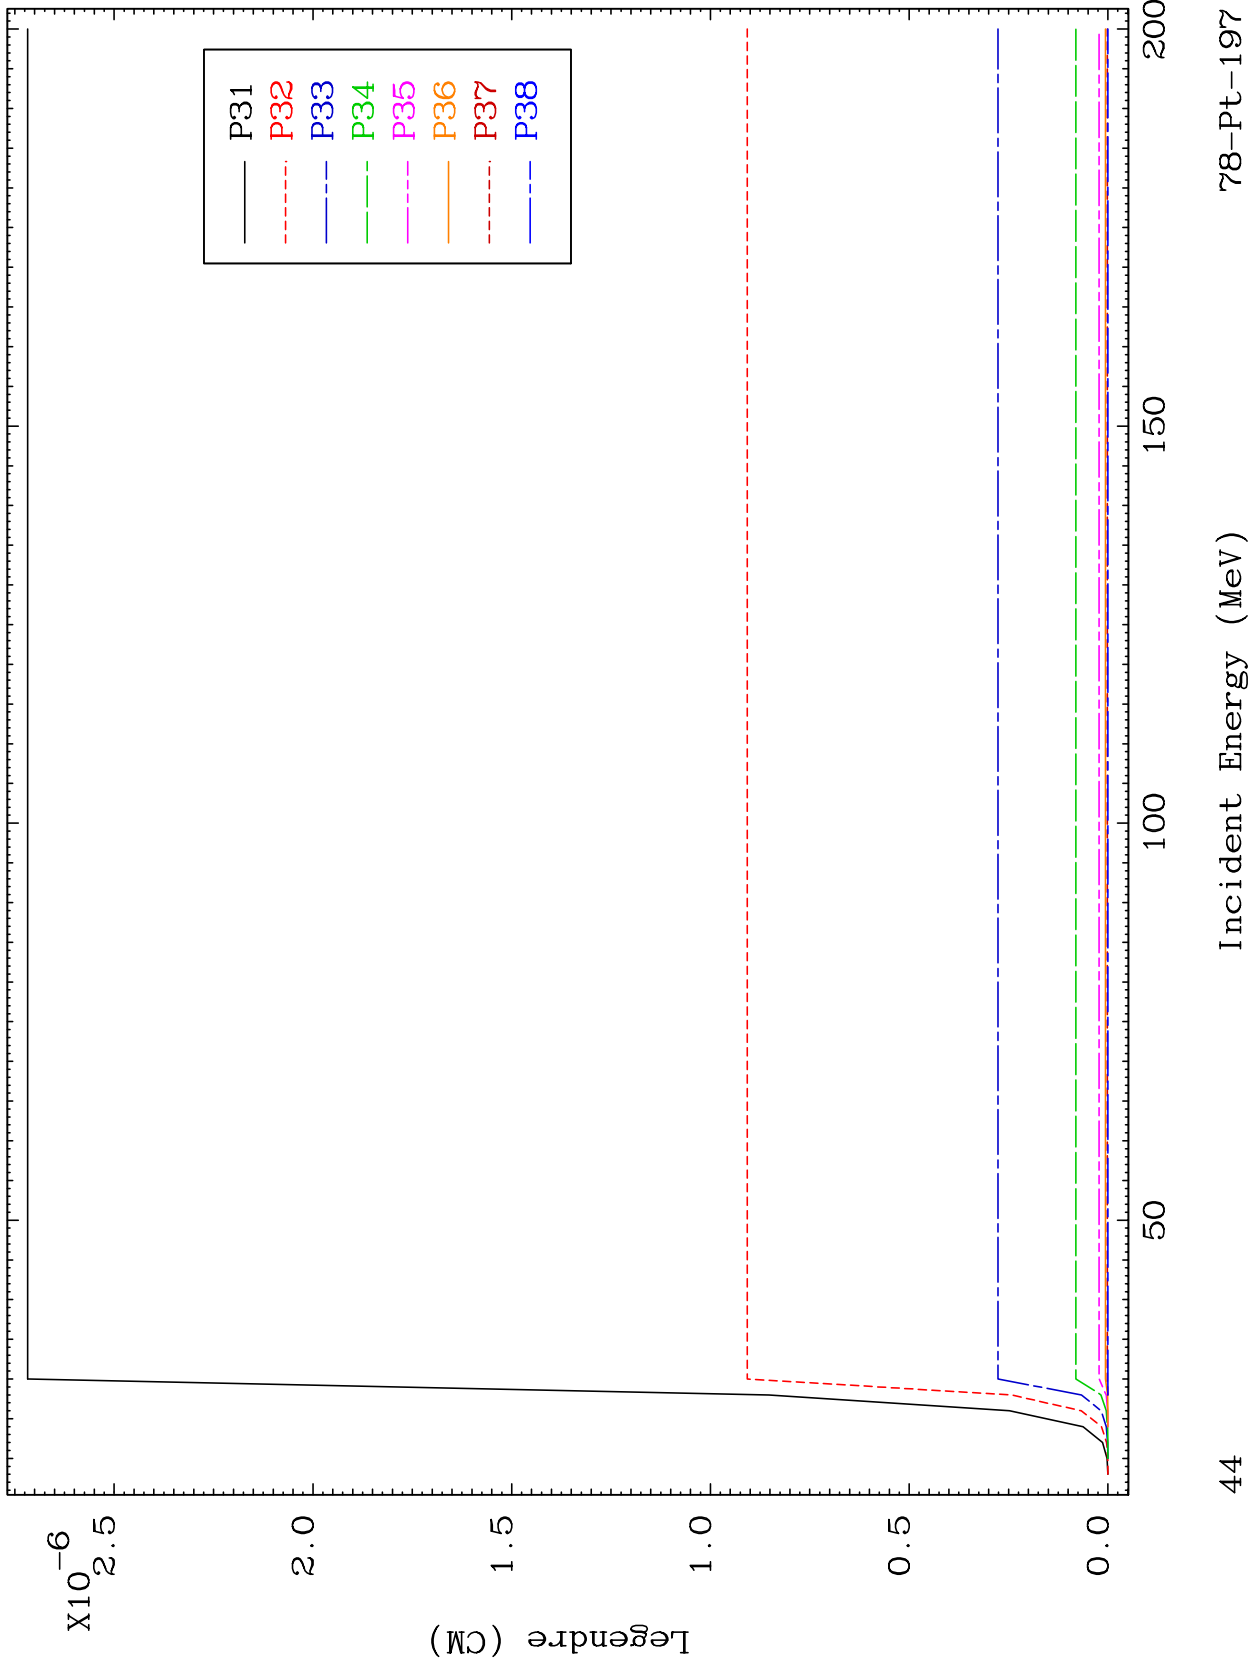 X10-6
2.5
2.0
1.5
1.0
0.5
0.0
Legendre (CM)
P31
P32
P33
P34
P35
P36
P37
P38
50
100
150
200
Incident Energy (MeV)
44
78-Pt-197